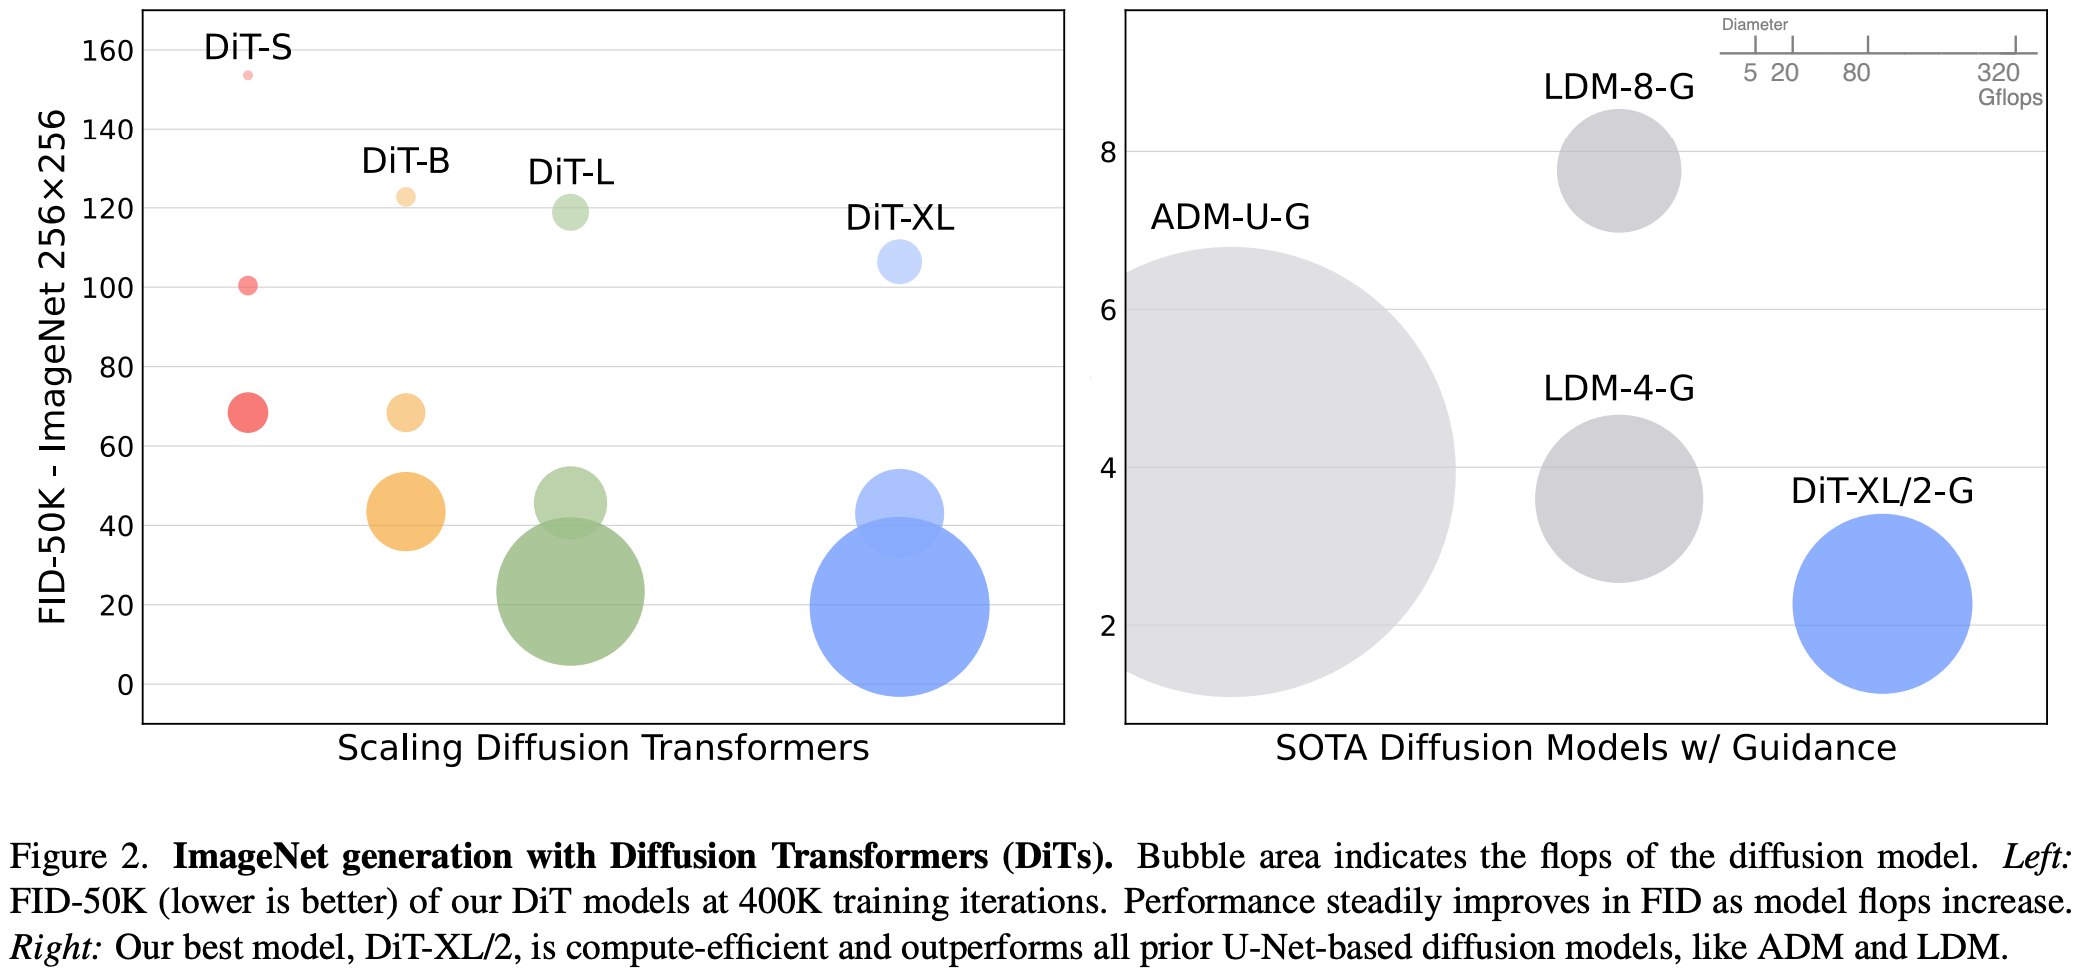 FID-50K - ImageNet 256×256
160
140
120
100
80
60
40
20
0
DiT-S
DiT-B
DiT-L
DiT-XL
Scaling Diffusion Transformers
8
6
4
2
Diameter
5 20 80 320
Gflops
LDM-8-G
ADM-U-G
LDM-4-G
DiT-XL/2-G
SOTA Diffusion Models w/ Guidance
Figure 2. ImageNet generation with Diffusion Transformers (DiTs). Bubble area indicates the flops of the diffusion model. Left:
FID-50K (lower is better) of our DiT models at 400K training iterations. Performance steadily improves in FID as model flops increase.
Right: Our best model, DiT-XL/2, is compute-efficient and outperforms all prior U-Net-based diffusion models, like ADM and LDM.